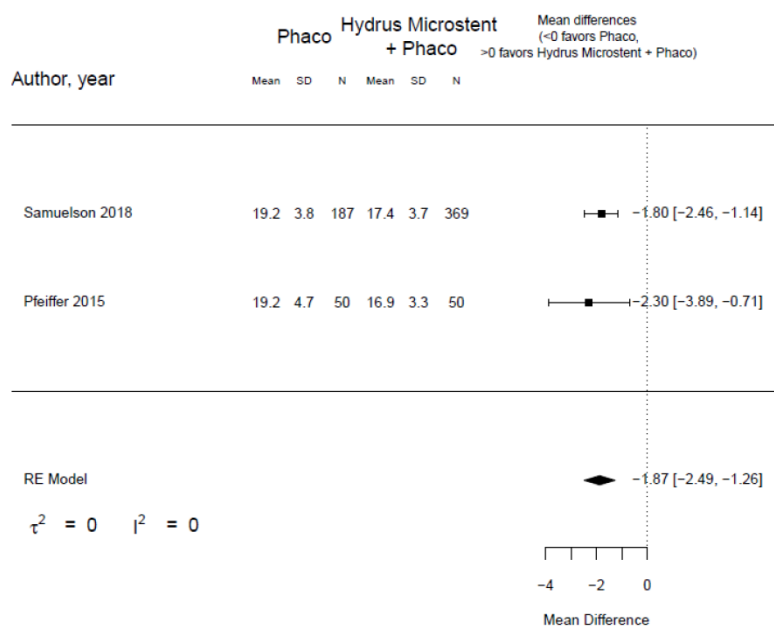 Phaco Hydrus Microstent + Phaco Mean differences
(<0 favors Phaco,
>0 favors Hydrus Microstent + Phaco)
Author, year Mean SD N Mean SD N
Samuelson 2018 19.2 3.8 187 17.4 3.7 369 −1.80 [−2.46, −1.14]
Pfeiffer 2015 19.2 4.7 50 16.9 3.3 50 −2.30 [−3.89, −0.71]
RE Model −1.87 [−2.49, −1.26]
τ² = 0 I² = 0
−4 −2 0
Mean Difference